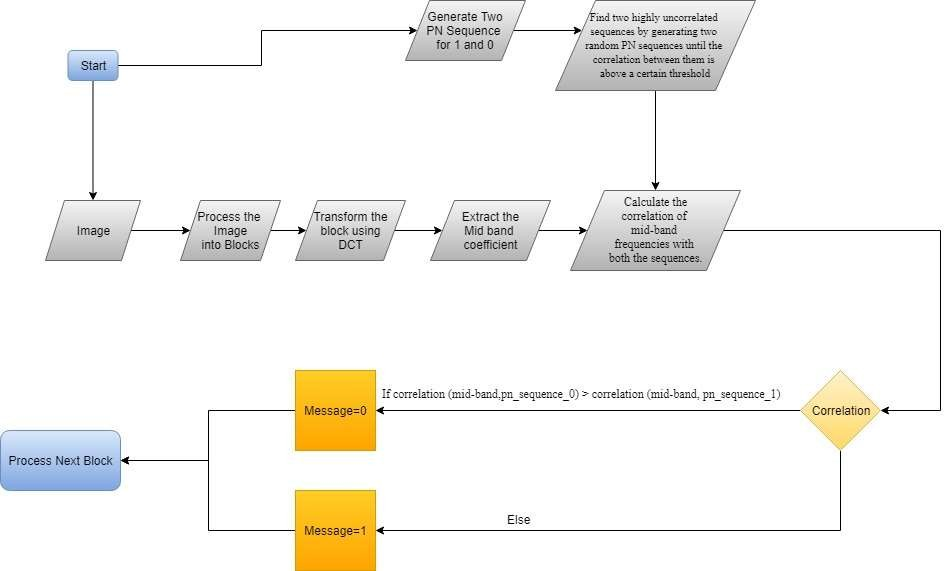 Generate Two
PN Sequence
for 1 and 0
Find two highly uncorrelated
sequences by generating two
random PN sequences until the
correlation between them is
above a certain threshold
Start
Image
Process the
Image
into Blocks
Transform the
block using
DCT
Extract the
Mid band
coefficient
Calculate the
correlation of
mid-band
frequencies with
both the sequences.
If correlation (mid-band,pn_sequence_0) > correlation (mid-band, pn_sequence_1)
Message=0
Correlation
Process Next Block
Else
Message=1